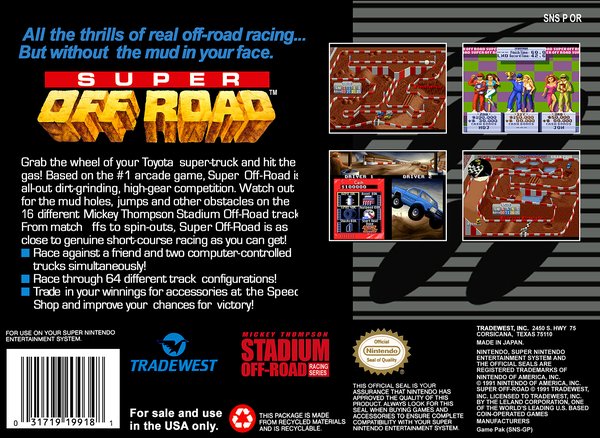 SNS P OR
All the thrills of real off-road racing...
But without the mud in your face.
SUPER
OFF ROAD™
Grab the wheel of your Toyota super-truck and hit the
gas! Based on the #1 arcade game, Super Off-Road is
all-out dirt-grinding, high-gear competition. Watch out
for the mud holes, jumps and other obstacles on the
16 different Mickey Thompson Stadium Off-Road track
From match ffs to spin-outs, Super Off-Road is as
close to genuine short-course racing as you can get!
Race against a friend and two computer-controlled
trucks simultaneously!
Race through 64 different track configurations!
Trade in your winnings for accessories at the Speed
Shop and improve your chances for victory!
DRIVER 1 DRIVER 2
Cash
$100000
FOR USE ON YOUR SUPER NINTENDO
ENTERTAINMENT SYSTEM.
0 31719 19918 1
TRADEWEST
For sale and use
in the USA only.
MICKEY THOMPSON
STADIUM
OFF-ROAD
RACING
SERIES
THIS PACKAGE IS MADE
FROM RECYCLED MATERIALS
AND IS RECYCLABLE.
Official
Nintendo
Seal of Quality
THIS OFFICIAL SEAL IS YOUR
ASSURANCE THAT NINTENDO HAS
APPROVED THE QUALITY OF THIS
PRODUCT. ALWAYS LOOK FOR THIS
SEAL WHEN BUYING GAMES AND
ACCESSORIES TO ENSURE COMPLETE
COMPATIBILITY WITH YOUR SUPER
NINTENDO ENTERTAINMENT SYSTEM.
TRADEWEST, INC. 2450 S. HWY 75
CORSICANA, TEXAS 75110
MADE IN JAPAN.
NINTENDO, SUPER NINTENDO
ENTERTAINMENT SYSTEM AND
THE OFFICIAL SEALS ARE
REGISTERED TRADEMARKS OF
NINTENDO OF AMERICA, INC.
© 1991 NINTENDO OF AMERICA, INC.
SUPER OFF-ROAD © 1991 TRADEWEST,
INC. LICENSED TO TRADEWEST, INC.
BY THE LELAND CORPORATION, ONE
OF THE WORLD'S LEADING U.S. BASED
COIN-OPERATED GAMES
MANUFACTURERS
Game Pak (SNS-GP)